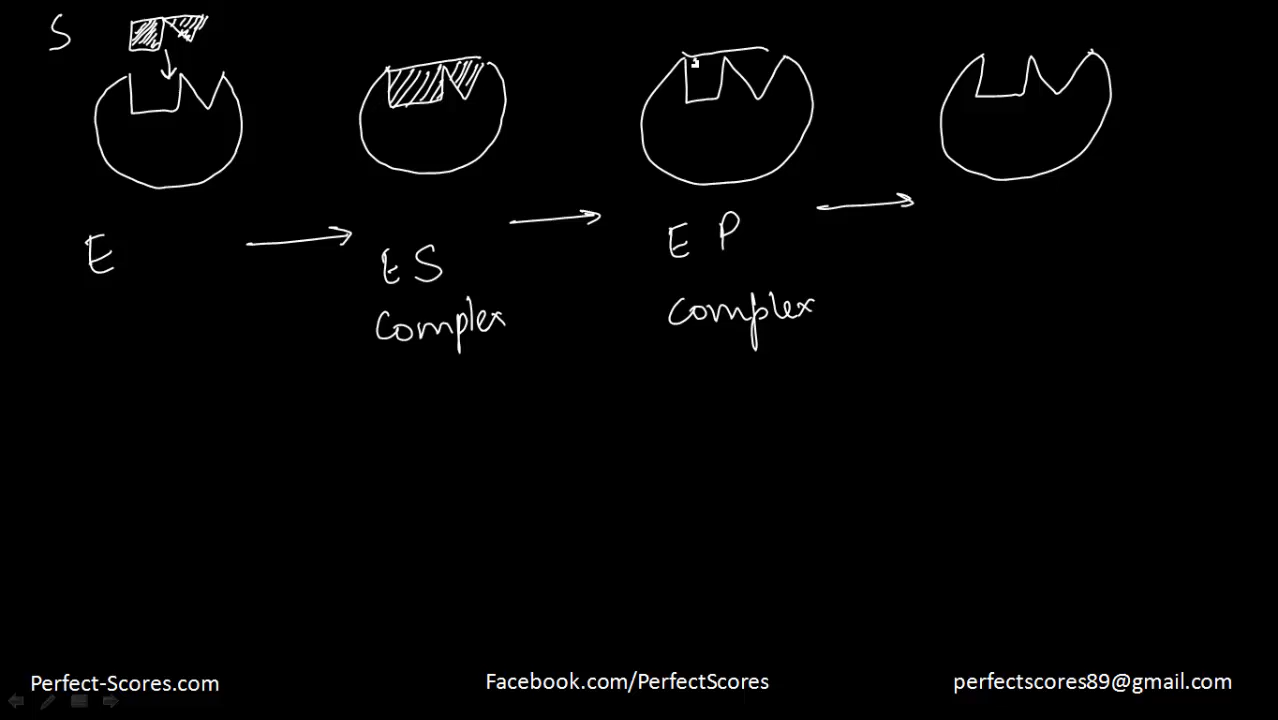 S
E
E S
complex
E P
complex
Perfect-Scores.com
Facebook.com/PerfectScores
perfectscores89@gmail.com